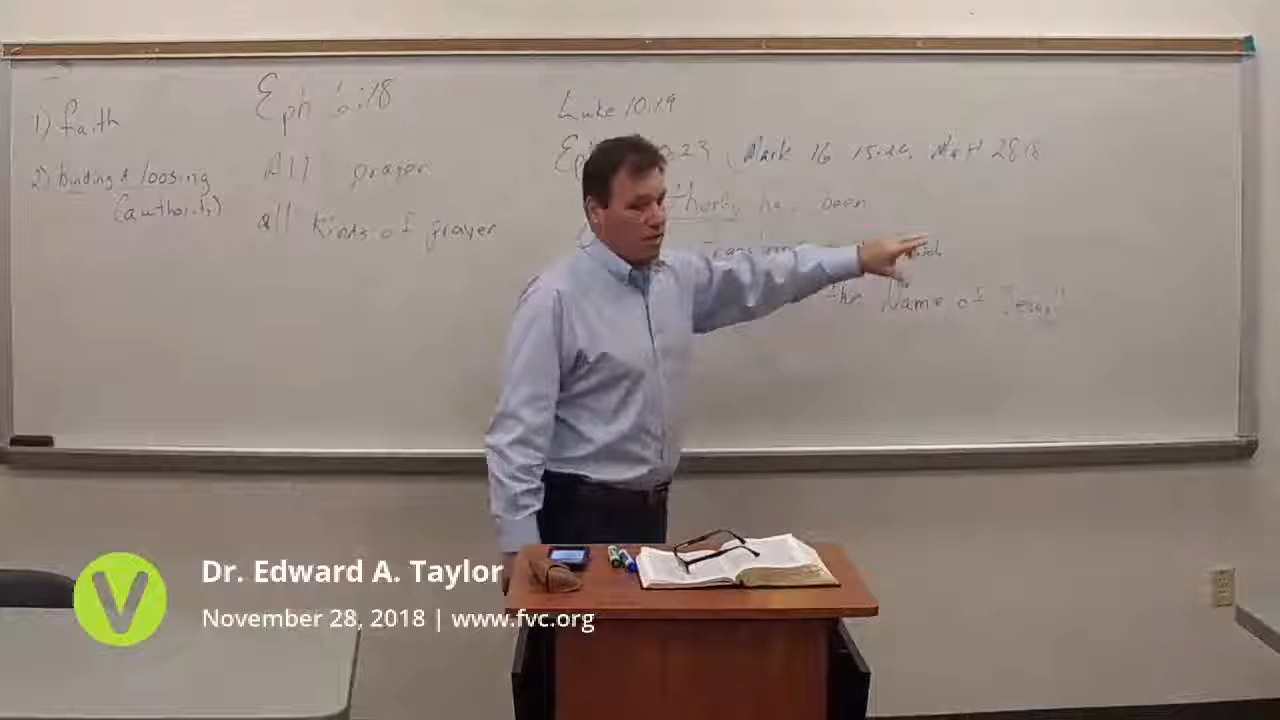 1) faith
2) binding & loosing
(authority)
Eph 6:18
All prayer
all kinds of prayer
Luke 10:19
Mark 16 15:20, Matt 28:18
has been
the Name of Jesus"
V
Dr. Edward A. Taylor
November 28, 2018 | www.fvc.org